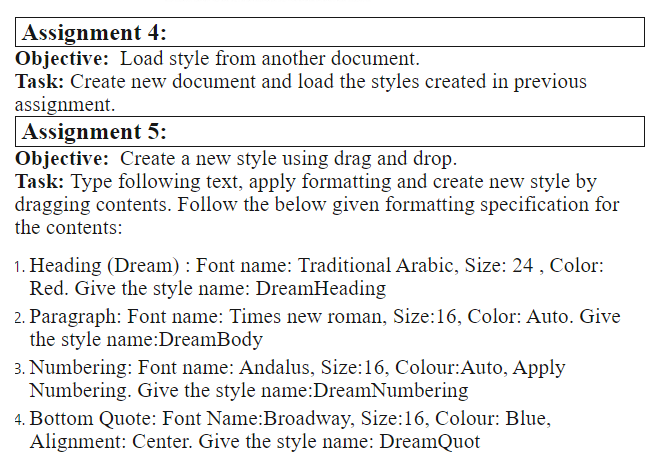 Assignment 4:
Objective:  Load style from another document.
Task: Create new document and load the styles created in previous
assignment.
Assignment 5:
Objective:  Create a new style using drag and drop.
Task: Type following text, apply formatting and create new style by
dragging contents. Follow the below given formatting specification for
the contents:
1. Heading (Dream) : Font name: Traditional Arabic, Size: 24 , Color:
Red. Give the style name: DreamHeading
2. Paragraph: Font name: Times new roman, Size:16, Color: Auto. Give
the style name:DreamBody
3. Numbering: Font name: Andalus, Size:16, Colour:Auto, Apply
Numbering. Give the style name:DreamNumbering
4. Bottom Quote: Font Name:Broadway, Size:16, Colour: Blue,
Alignment: Center. Give the style name: DreamQuot